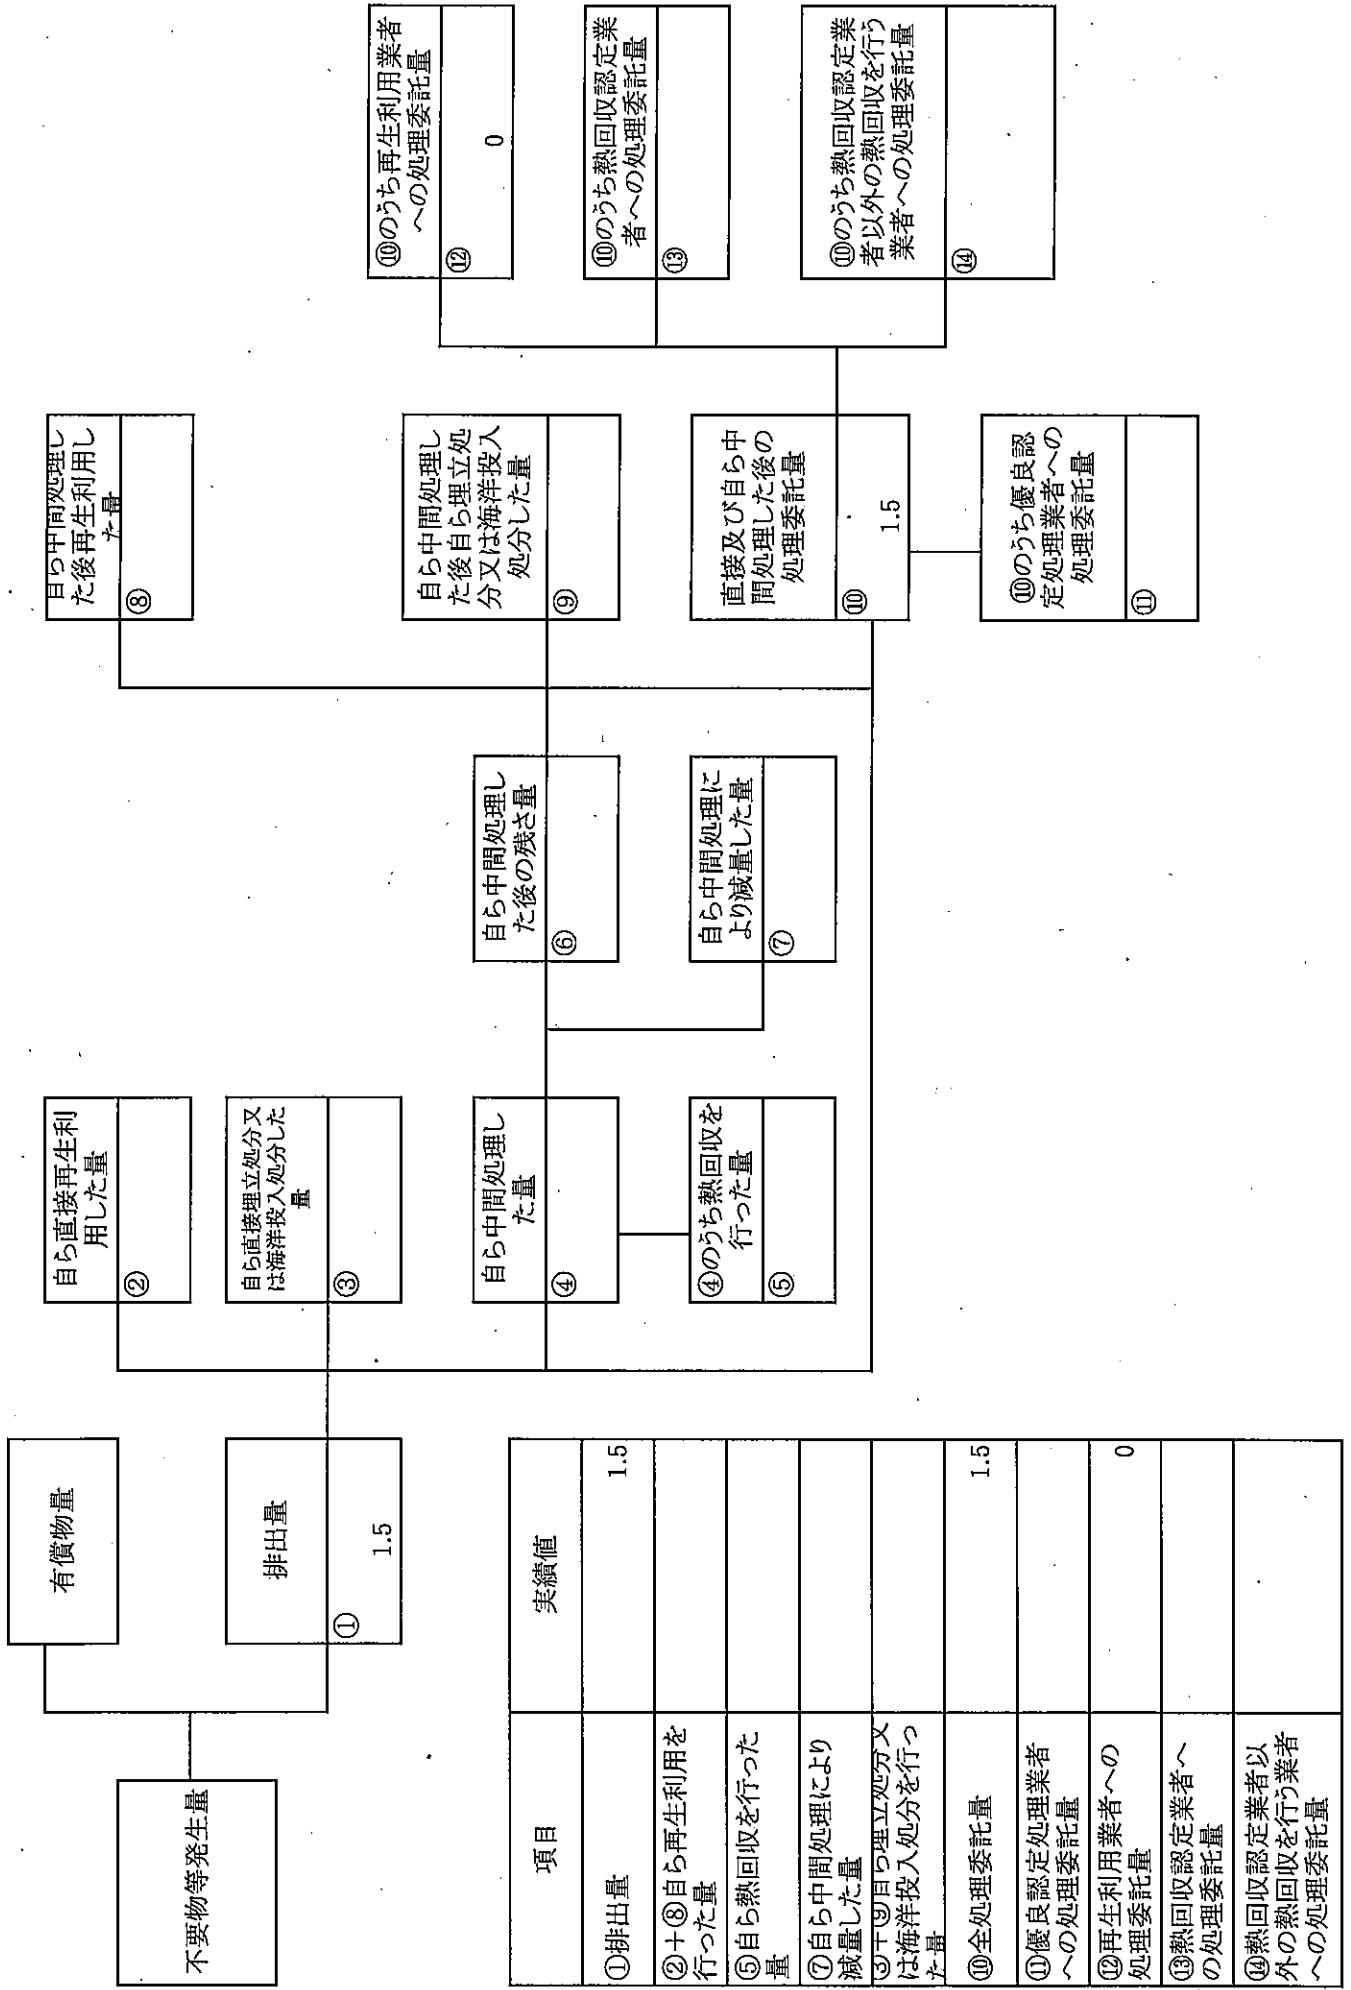 不要物等発生量
有償物量
排出量
①
1.5
自ら直接再生利
用した量
②
自ら直接埋立処分又
は海洋投入処分した
量
③
自ら中間処理し
た量
④
④のうち熱回収を
行った量
⑤
自ら中間処理し
た後の残さ量
⑥
自ら中間処理に
より減量した量
⑦
自ら中間処理し
た後再生利用し
た量
⑧
自ら中間処理し
た後自ら埋立処
分又は海洋投入
処分した量
⑨
直接及び自ら中
間処理した後の
処理委託量
⑩
1.5
⑩のうち優良認
定処理業者への
処理委託量
⑪
⑩のうち再生利用業者
への処理委託量
⑫
0
⑩のうち熱回収認定業
者への処理委託量
⑬
⑩のうち熱回収認定業
者以外の熱回収を行う
業者への処理委託量
⑭
項目
実績値
①排出量
1.5
②+⑧自ら再生利用を
行った量
⑤自ら熱回収を行った
量
⑦自ら中間処理により
減量した量
③+⑨自ら埋立処分又
は海洋投入処分を行っ
た量
⑩全処理委託量
1.5
⑪優良認定処理業者
への処理委託量
⑫再生利用業者への
処理委託量
0
⑬熱回収認定業者へ
の処理委託量
⑭熱回収認定業者以
外の熱回収を行う業者
への処理委託量